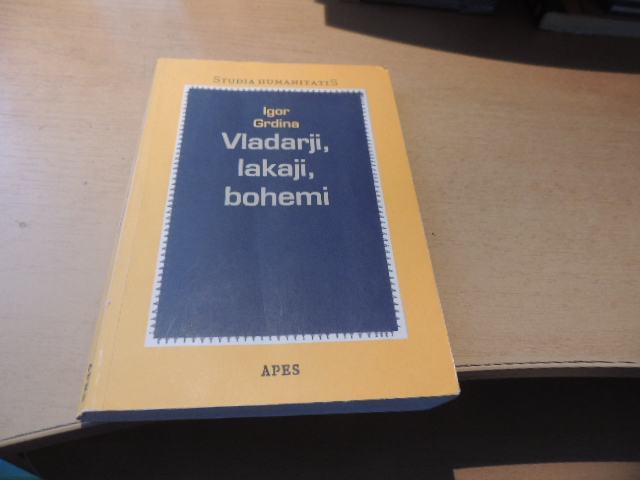 STUDIA HUMANITATIS
Igor
Grdina
Vladarji,
lakaji,
bohemi
APES